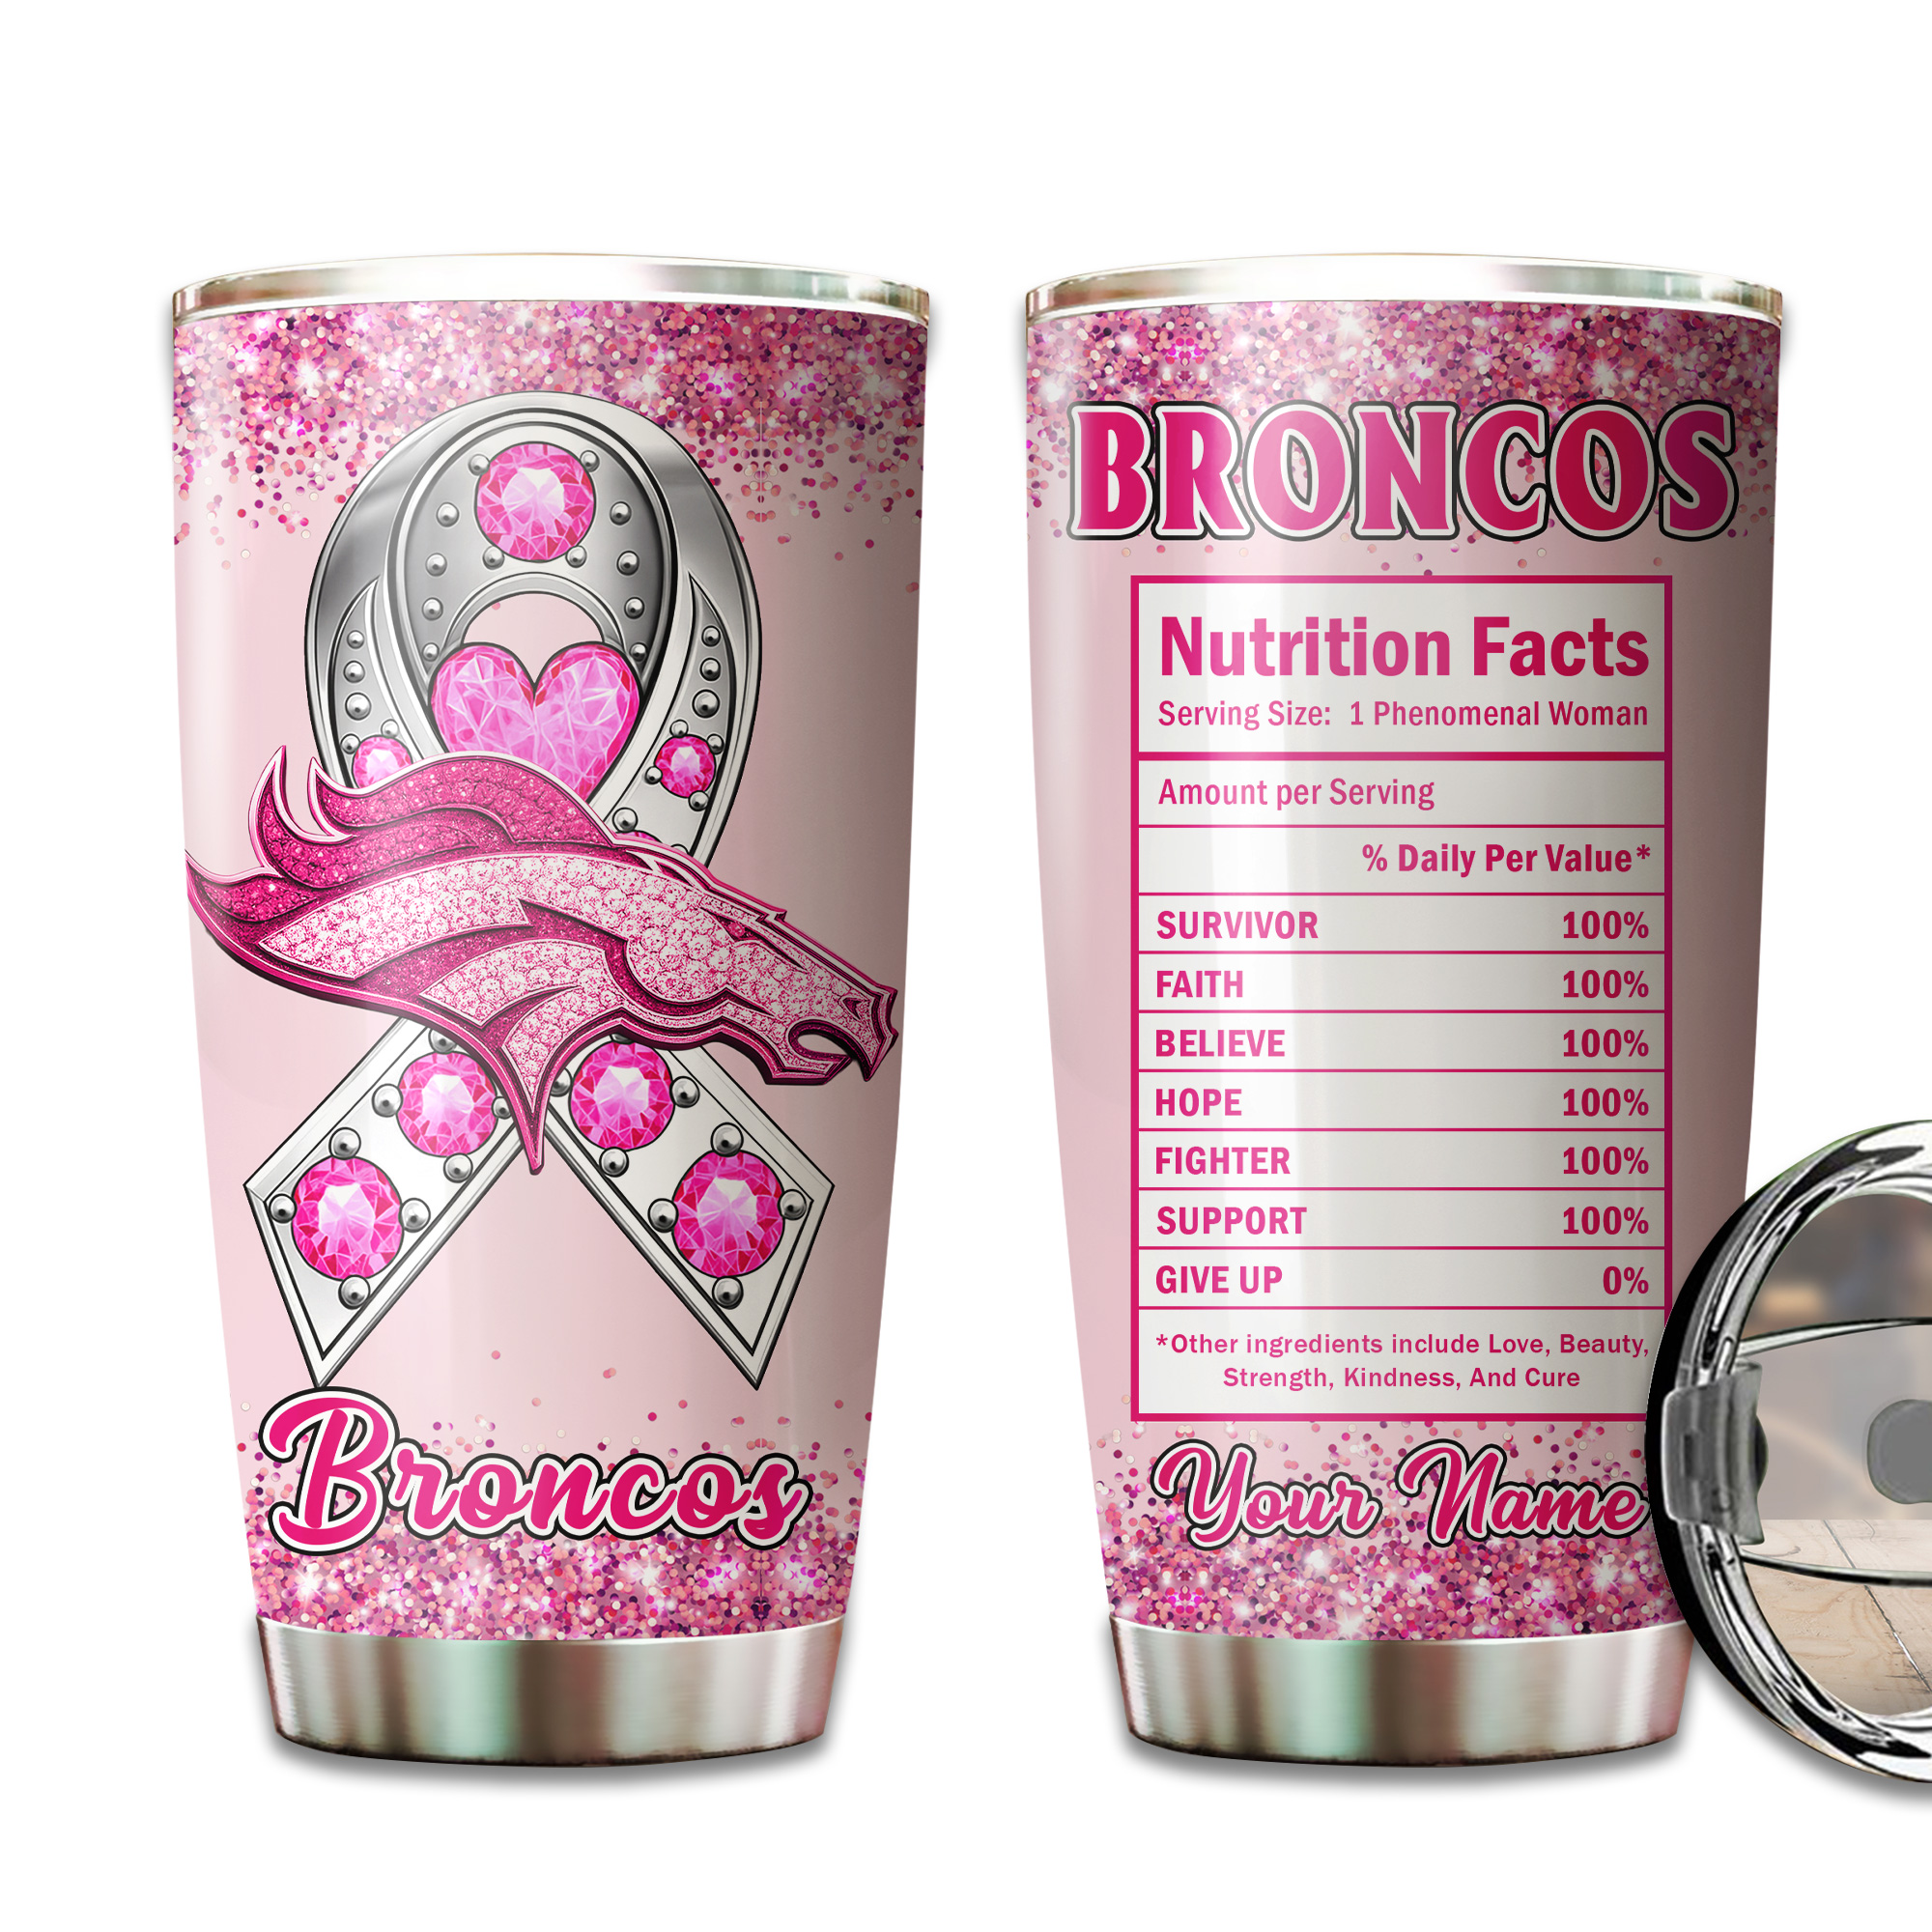 Broncos
BRONCOS
Nutrition Facts
Serving Size: 1 Phenomenal Woman
Amount per Serving
% Daily Per Value*
SURVIVOR 100%
FAITH 100%
BELIEVE 100%
HOPE 100%
FIGHTER 100%
SUPPORT 100%
GIVE UP 0%
*Other ingredients include Love, Beauty,
Strength, Kindness, And Cure
Your Name